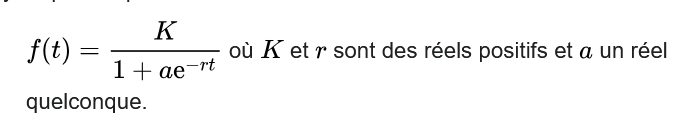 f(t) = K / (1 + ae^{-rt}) où K et r sont des réels positifs et a un réel
quelconque.